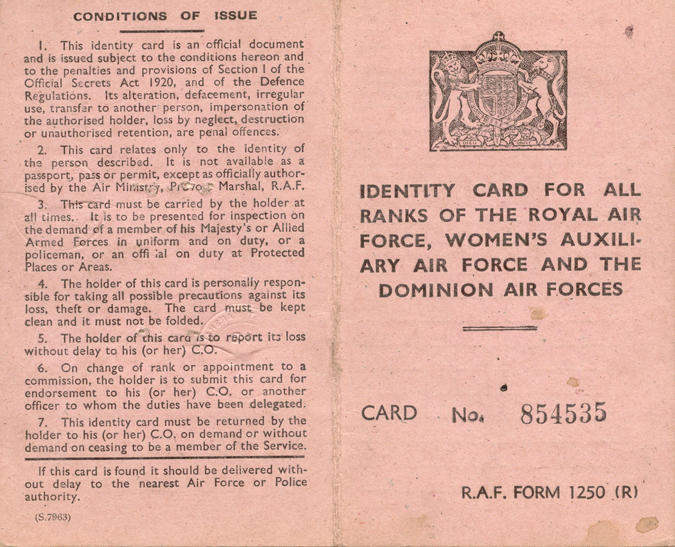 CONDITIONS OF ISSUE
1. This identity card is an official document
and is issued subject to the conditions hereon and
to the penalties and provisions of Section 1 of the
Official Secrets Act 1920, and of the Defence
Regulations. Its alteration, defacement, irregular
use, transfer to another person, impersonation of
the authorised holder, loss by neglect, destruction
or unauthorised retention, are penal offences.
2. This card relates only to the identity of
the person described. It is not available as a
passport, pass or permit, except as officially author-
ised by the Air Ministry, Provost Marshal, R.A.F.
3. This card must be carried by the holder at
all times. It is to be presented for inspection on
the demand of a member of his Majesty's or Allied
Armed Forces in uniform and on duty, or a
policeman, or an official on duty at Protected
Places or Areas.
4. The holder of this card is personally respon-
sible for taking all possible precautions against its
loss, theft or damage. The card must be kept
clean and it must not be folded.
5. The holder of this card is to report its loss
without delay to his (or her) C.O.
6. On change of rank or appointment to a
commission, the holder is to submit this card for
endorsement to his (or her) C.O. or another
officer to whom the duties have been delegated.
7. This identity card must be returned by the
holder to his (or her) C.O. on demand or without
demand on ceasing to be a member of the Service.
If this card is found it should be delivered with-
out delay to the nearest Air Force or Police
authority.
(S.7963)
IDENTITY CARD FOR ALL
RANKS OF THE ROYAL AIR
FORCE, WOMEN'S AUXILI-
ARY AIR FORCE AND THE
DOMINION AIR FORCES
CARD No. 854535
R.A.F. FORM 1250 (R)